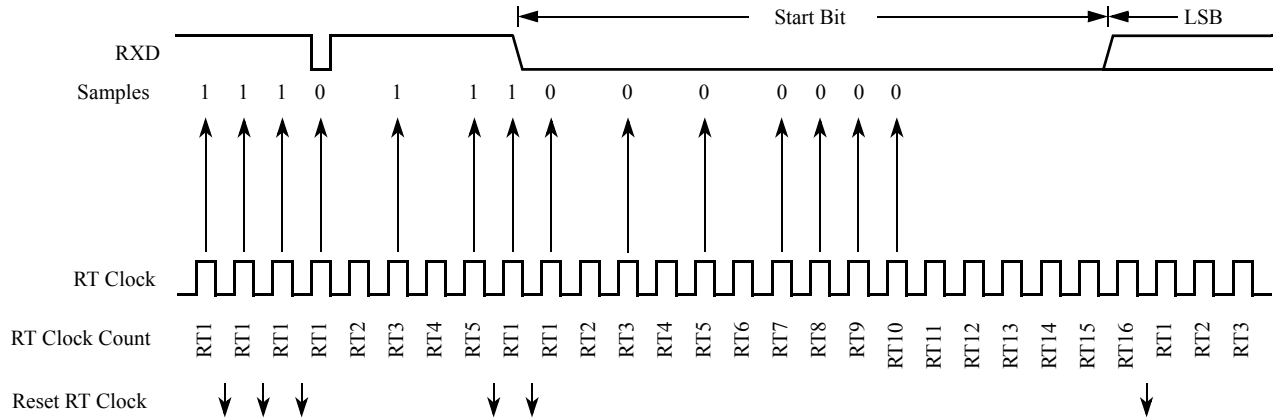 Start Bit LSB
RXD
Samples 1 1 1 0 1 1 1 0 0 0 0 0 0 0
RT Clock
RT Clock Count RT1 RT1 RT1 RT1 RT2 RT3 RT4 RT5 RT1 RT1 RT2 RT3 RT4 RT5 RT6 RT7 RT8 RT9 RT10 RT11 RT12 RT13 RT14 RT15 RT16 RT1 RT2 RT3
Reset RT Clock